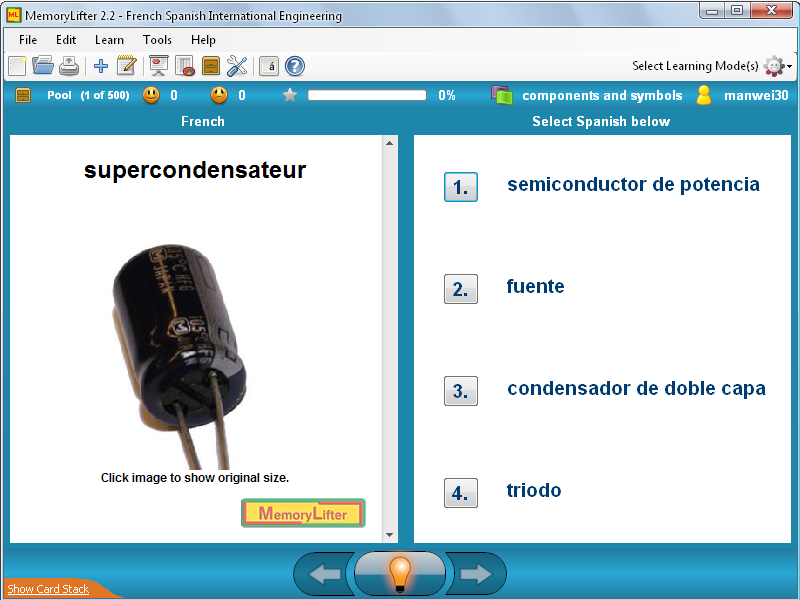 MemoryLifter 2.2 - French Spanish International Engineering
File Edit Learn Tools Help
á ? Select Learning Mode(s)
Pool (1 of 500) 0 0 0% components and symbols manwei30
French
Select Spanish below
supercondensateur
Click image to show original size.
MemoryLifter
1. semiconductor de potencia
2. fuente
3. condensador de doble capa
4. triodo
Show Card Stack